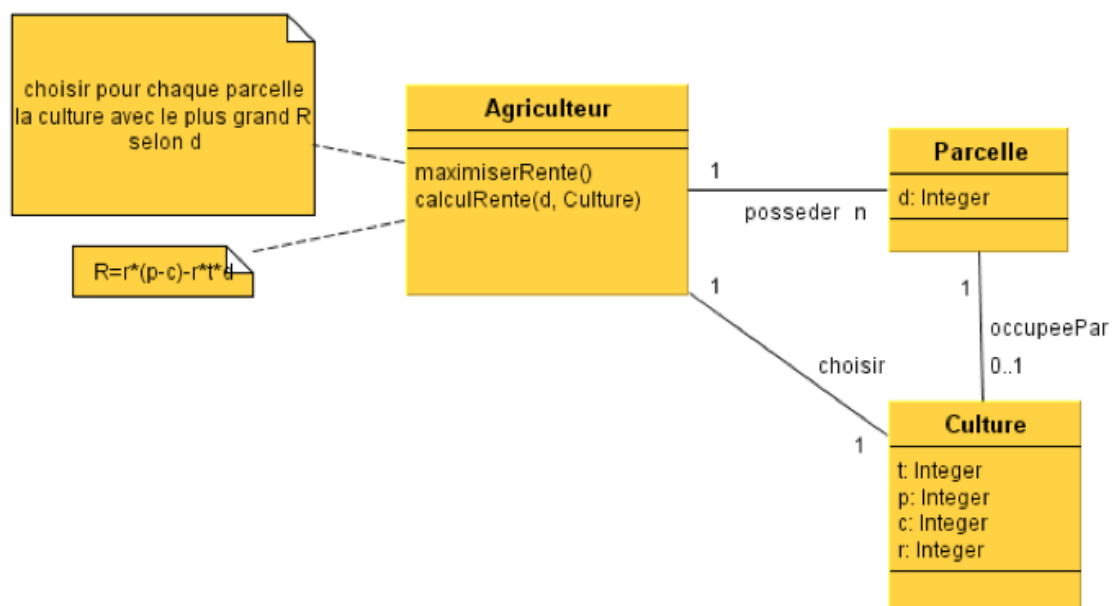 choisir pour chaque parcelle
la culture avec le plus grand R
selon d
R=r*(p-c)-r*t*d
Agriculteur
maximiserRente()
calculRente(d, Culture)
1
posseder n
Parcelle
d: Integer
1
choisir
1
1
occupeePar
0..1
Culture
t: Integer
p: Integer
c: Integer
r: Integer